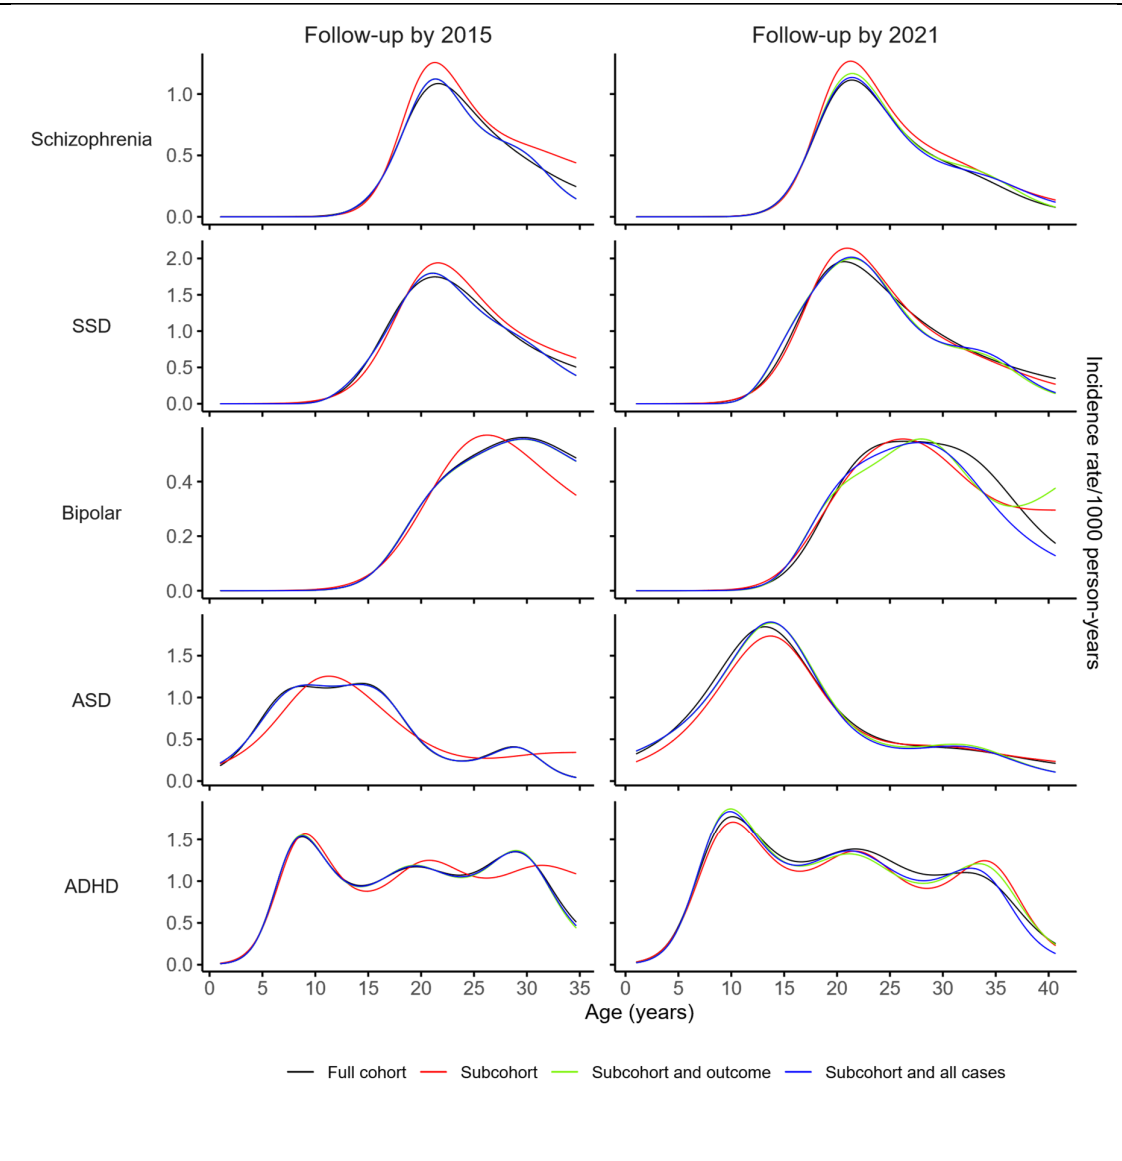 Follow-up by 2015
Follow-up by 2021
Schizophrenia
1.0
0.5
0.0
SSD
2.0
1.5
1.0
0.5
0.0
Bipolar
0.4
0.2
0.0
ASD
1.5
1.0
0.5
0.0
ADHD
1.5
1.0
0.5
0.0
0 5 10 15 20 25 30 35
0 5 10 15 20 25 30 35 40
Age (years)
Incidence rate/1000 person-years
Full cohort
Subcohort
Subcohort and outcome
Subcohort and all cases